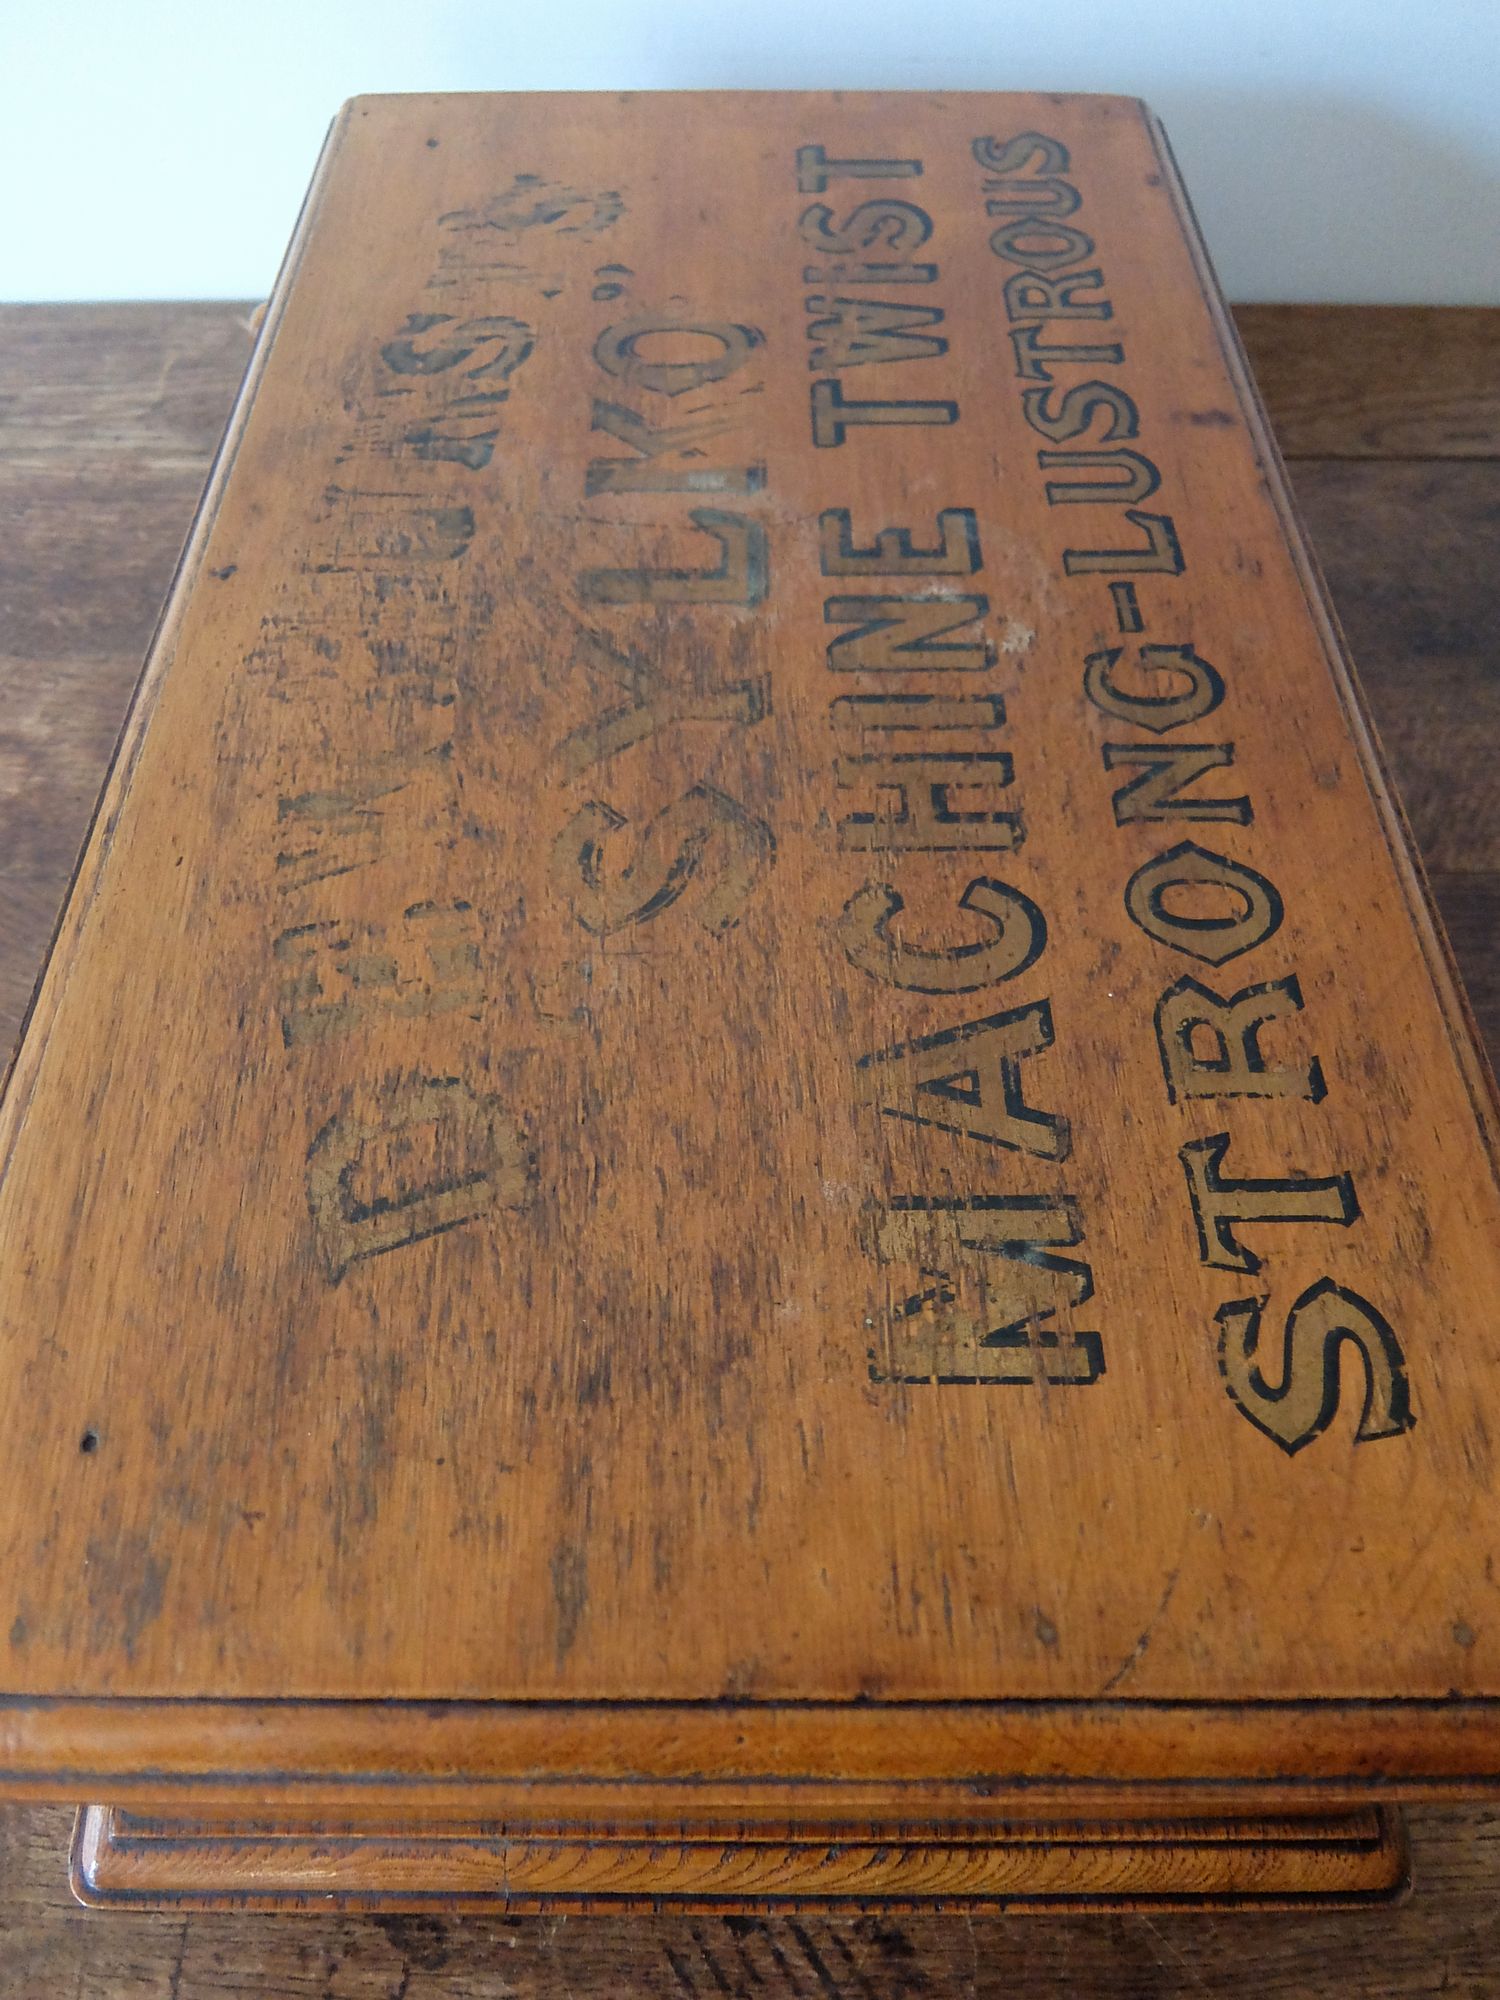 DEWHURST'S
"SYLKO"
MACHINE TWIST
STRONG-LUSTROUS